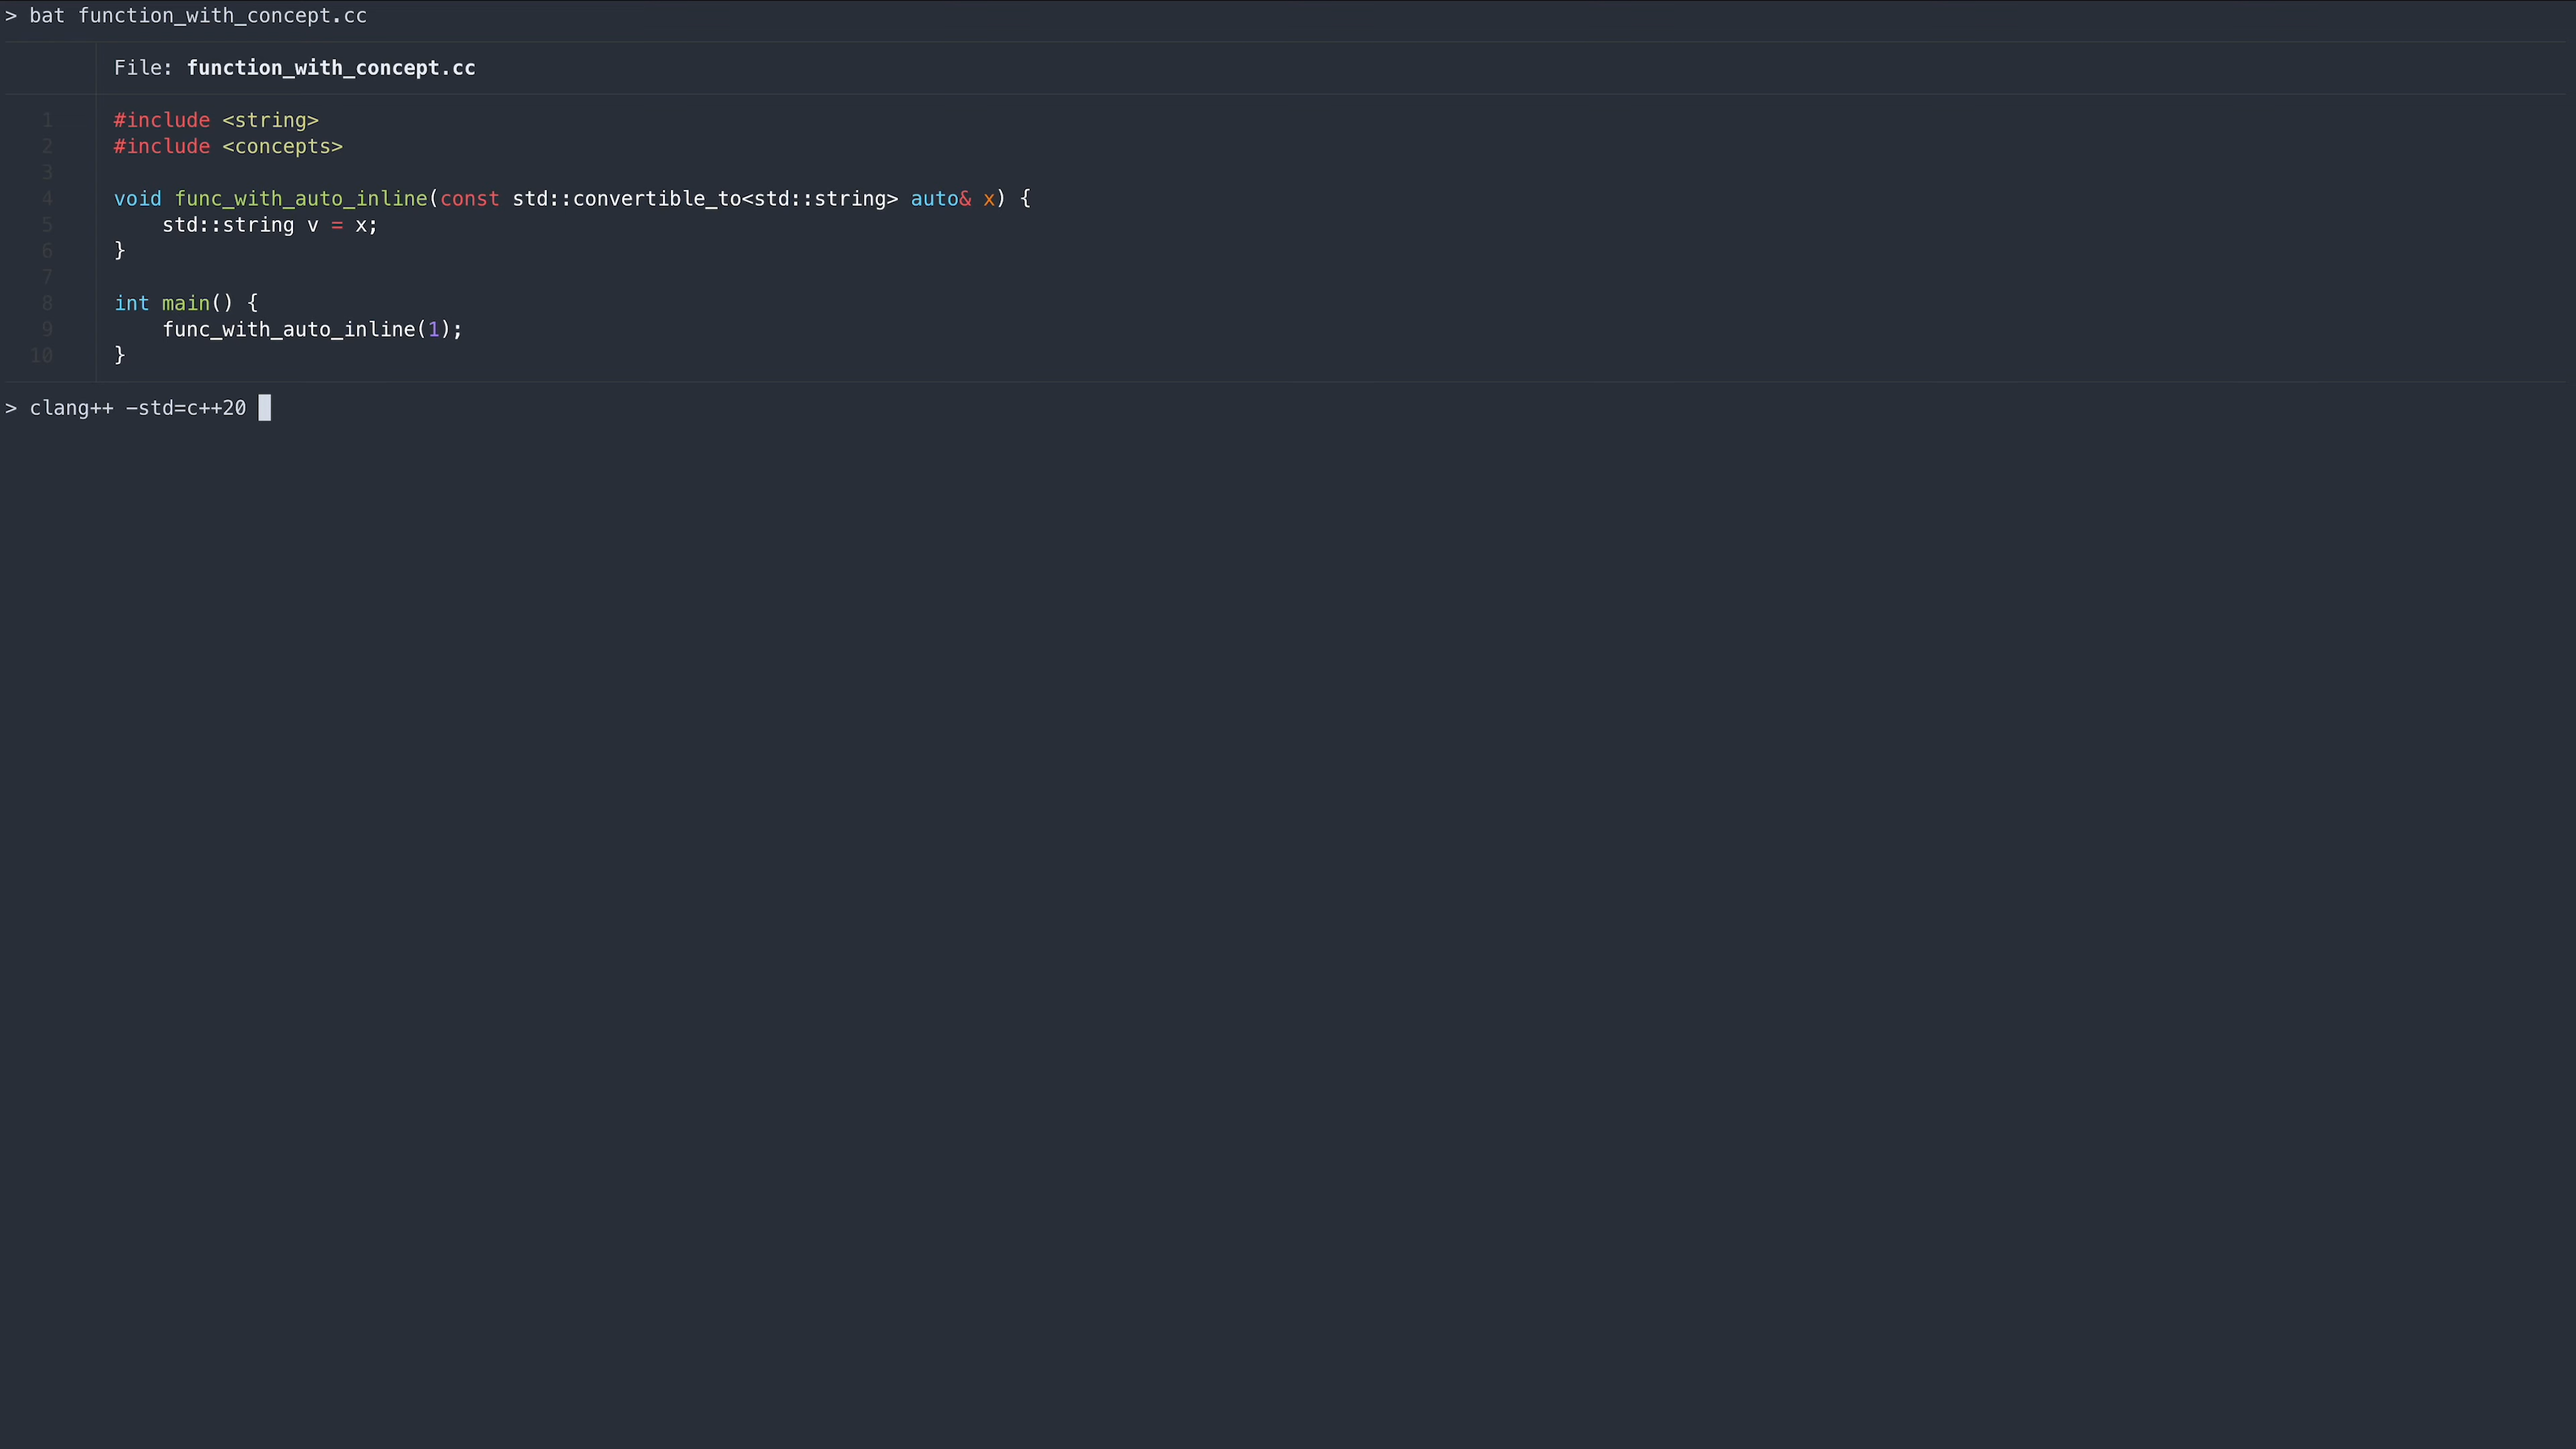 > bat function_with_concept.cc
File: function_with_concept.cc
1 #include <string>
2 #include <concepts>
3
4 void func_with_auto_inline(const std::convertible_to<std::string> auto& x) {
5     std::string v = x;
6 }
7
8 int main() {
9     func_with_auto_inline(1);
10 }
> clang++ -std=c++20